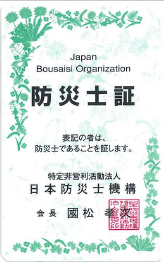 Japan
Bousaisi Organization
防災士証
表記の者は、
防災士であることを証します。
特定非営利活動法人
日本防災士機構
会長 國松 孝次